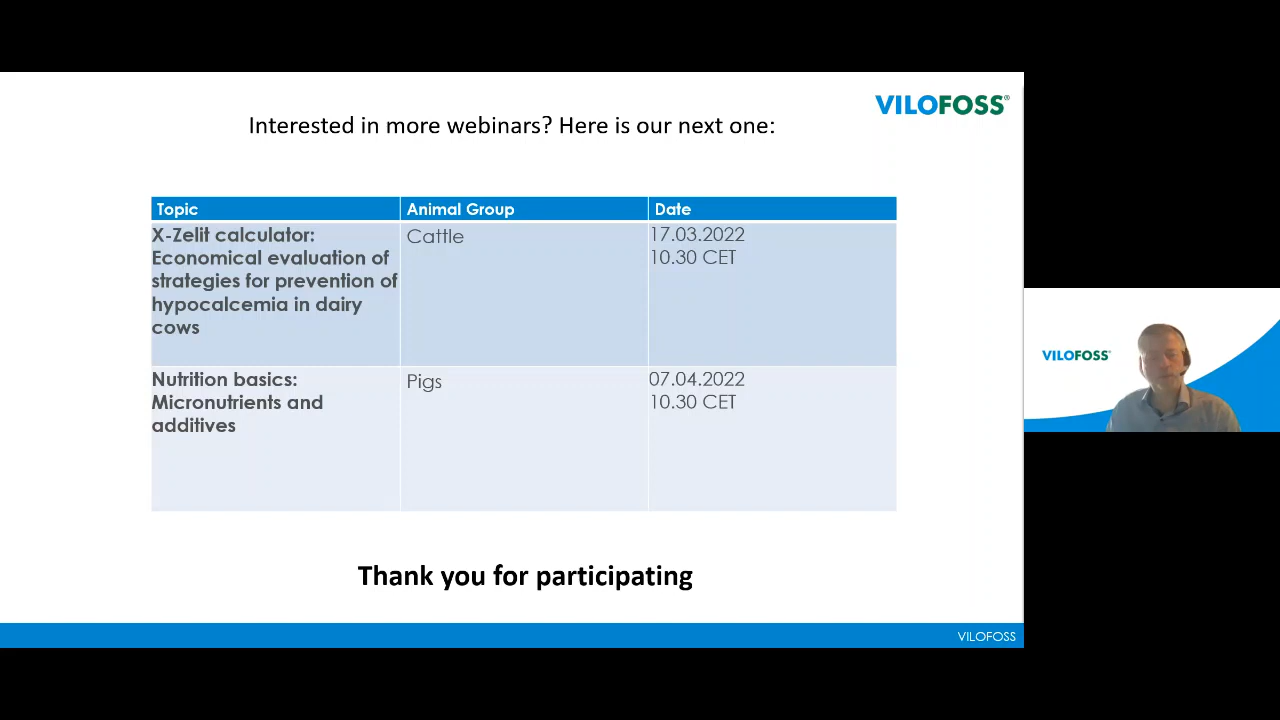 VILOFOSS®
Interested in more webinars? Here is our next one:
Topic
Animal Group
Date
X-Zelit calculator:
Economical evaluation of
strategies for prevention of
hypocalcemia in dairy
cows
Cattle
17.03.2022
10.30 CET
Nutrition basics:
Micronutrients and
additives
Pigs
07.04.2022
10.30 CET
Thank you for participating
VILOFOSS
VILOFOSS®